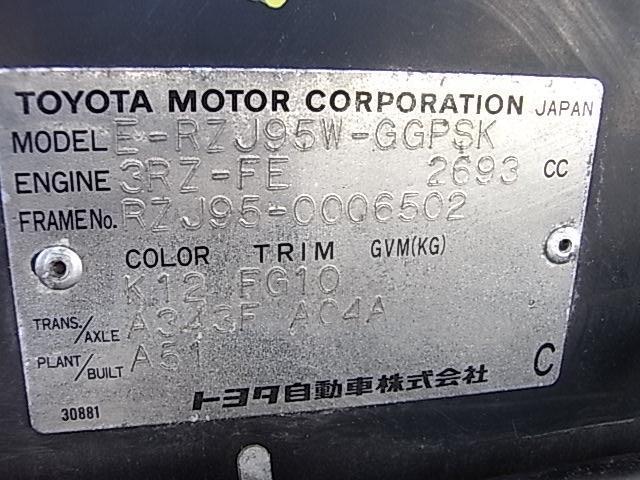 TOYOTA MOTOR CORPORATION JAPAN
MODEL E-RZJ95W-GGPSK
ENGINE 3RZ-FE 2693 CC
FRAME No. RZJ95-0006502
COLOR TRIM GVM(KG)
K12 FG10
TRANS./AXLE A343F A04A
PLANT/BUILT A61
トヨタ自動車株式会社 C
30881